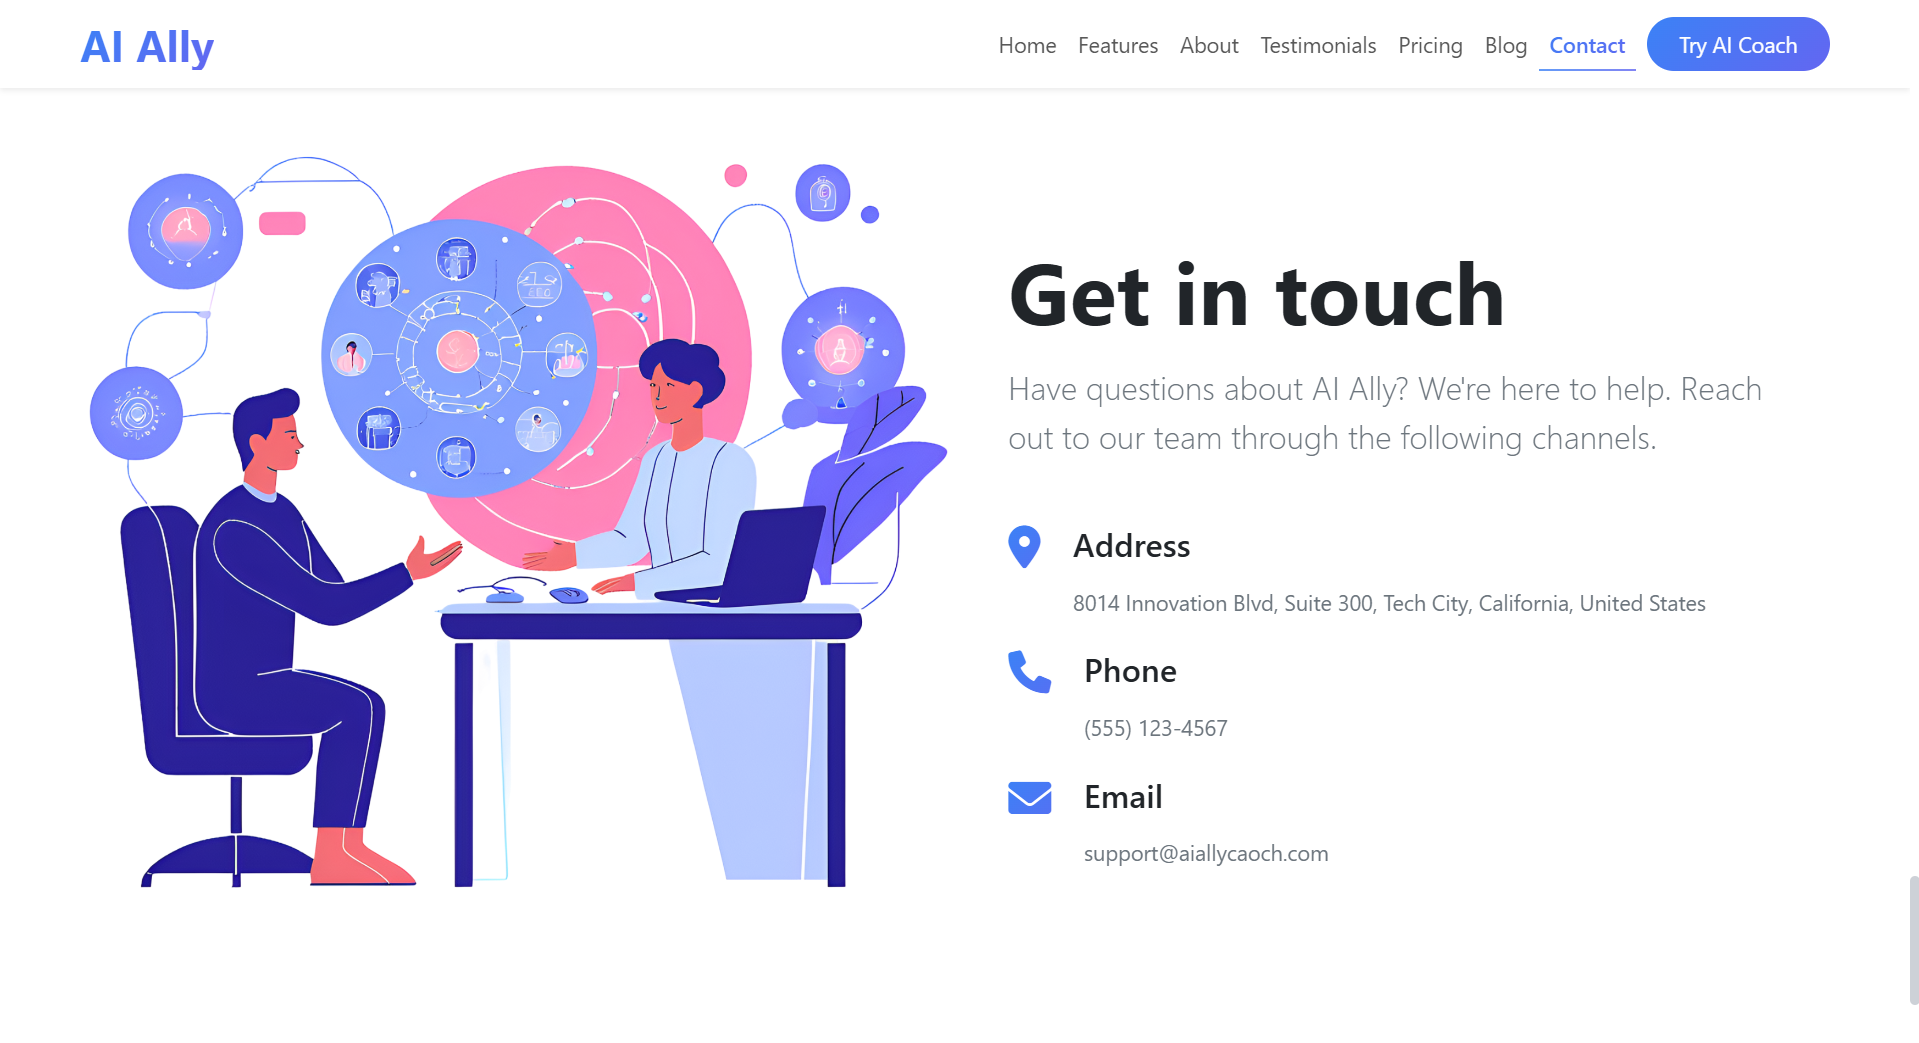 AI Ally
Home Features About Testimonials Pricing Blog Contact Try AI Coach
Get in touch
Have questions about AI Ally? We're here to help. Reach
out to our team through the following channels.
Address
8014 Innovation Blvd, Suite 300, Tech City, California, United States
Phone
(555) 123-4567
Email
support@aiallycaoch.com